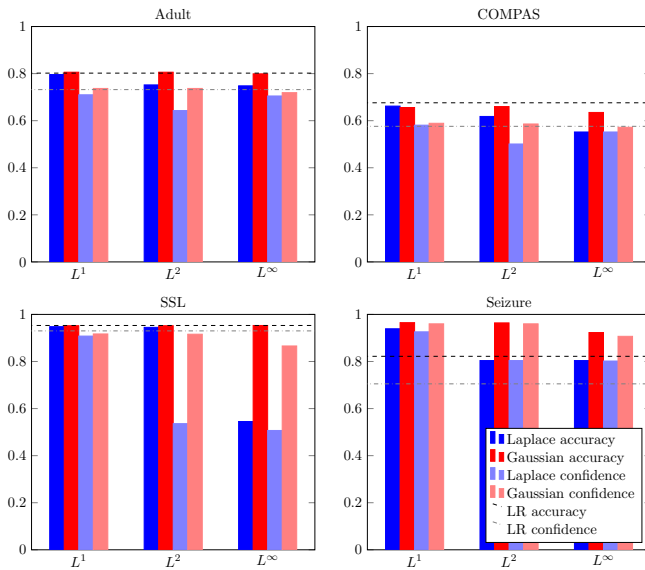 Adult
1
0.8
0.6
0.4
0.2
0
L¹ L² L∞
COMPAS
1
0.8
0.6
0.4
0.2
0
L¹ L² L∞
SSL
1
0.8
0.6
0.4
0.2
0
L¹ L² L∞
Seizure
1
0.8
0.6
0.4
0.2
0
Laplace accuracy
Gaussian accuracy
Laplace confidence
Gaussian confidence
LR accuracy
LR confidence
L¹ L² L∞